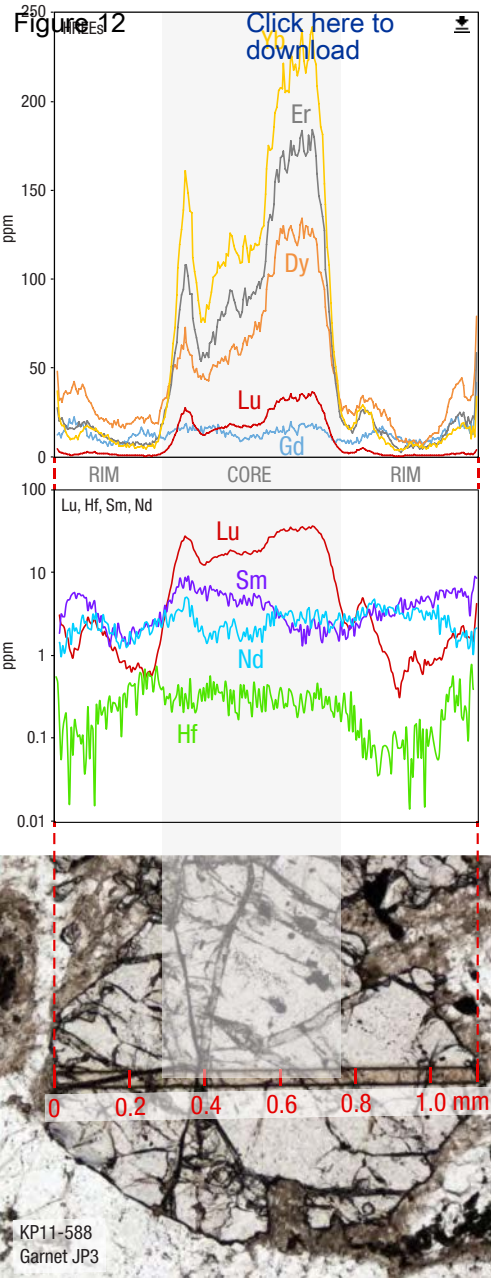 Figure 12
Click here to
download
250
HREEs
Yb
200
Er
150
ppm
Dy
100
50
Lu
Gd
0
RIM
CORE
RIM
100
Lu, Hf, Sm, Nd
Lu
10
Sm
ppm
1
Nd
Hf
0.1
0.01
0 0.2 0.4 0.6 0.8 1.0 mm
KP11-588
Garnet JP3